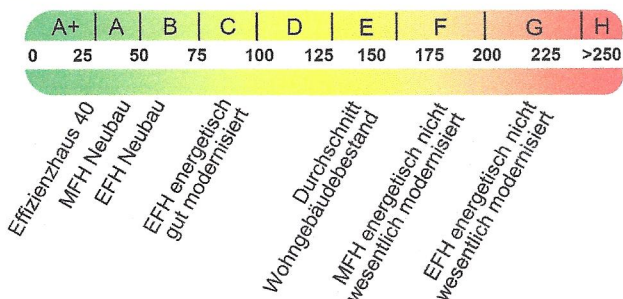 A+ A B C D E F G H
0 25 50 75 100 125 150 175 200 225 >250
Effizienzhaus 40
MFH Neubau
EFH Neubau
EFH energetisch
gut modernisiert
Durchschnitt
Wohngebäudebestand
MFH energetisch nicht
wesentlich modernisiert
EFH energetisch nicht
wesentlich modernisiert